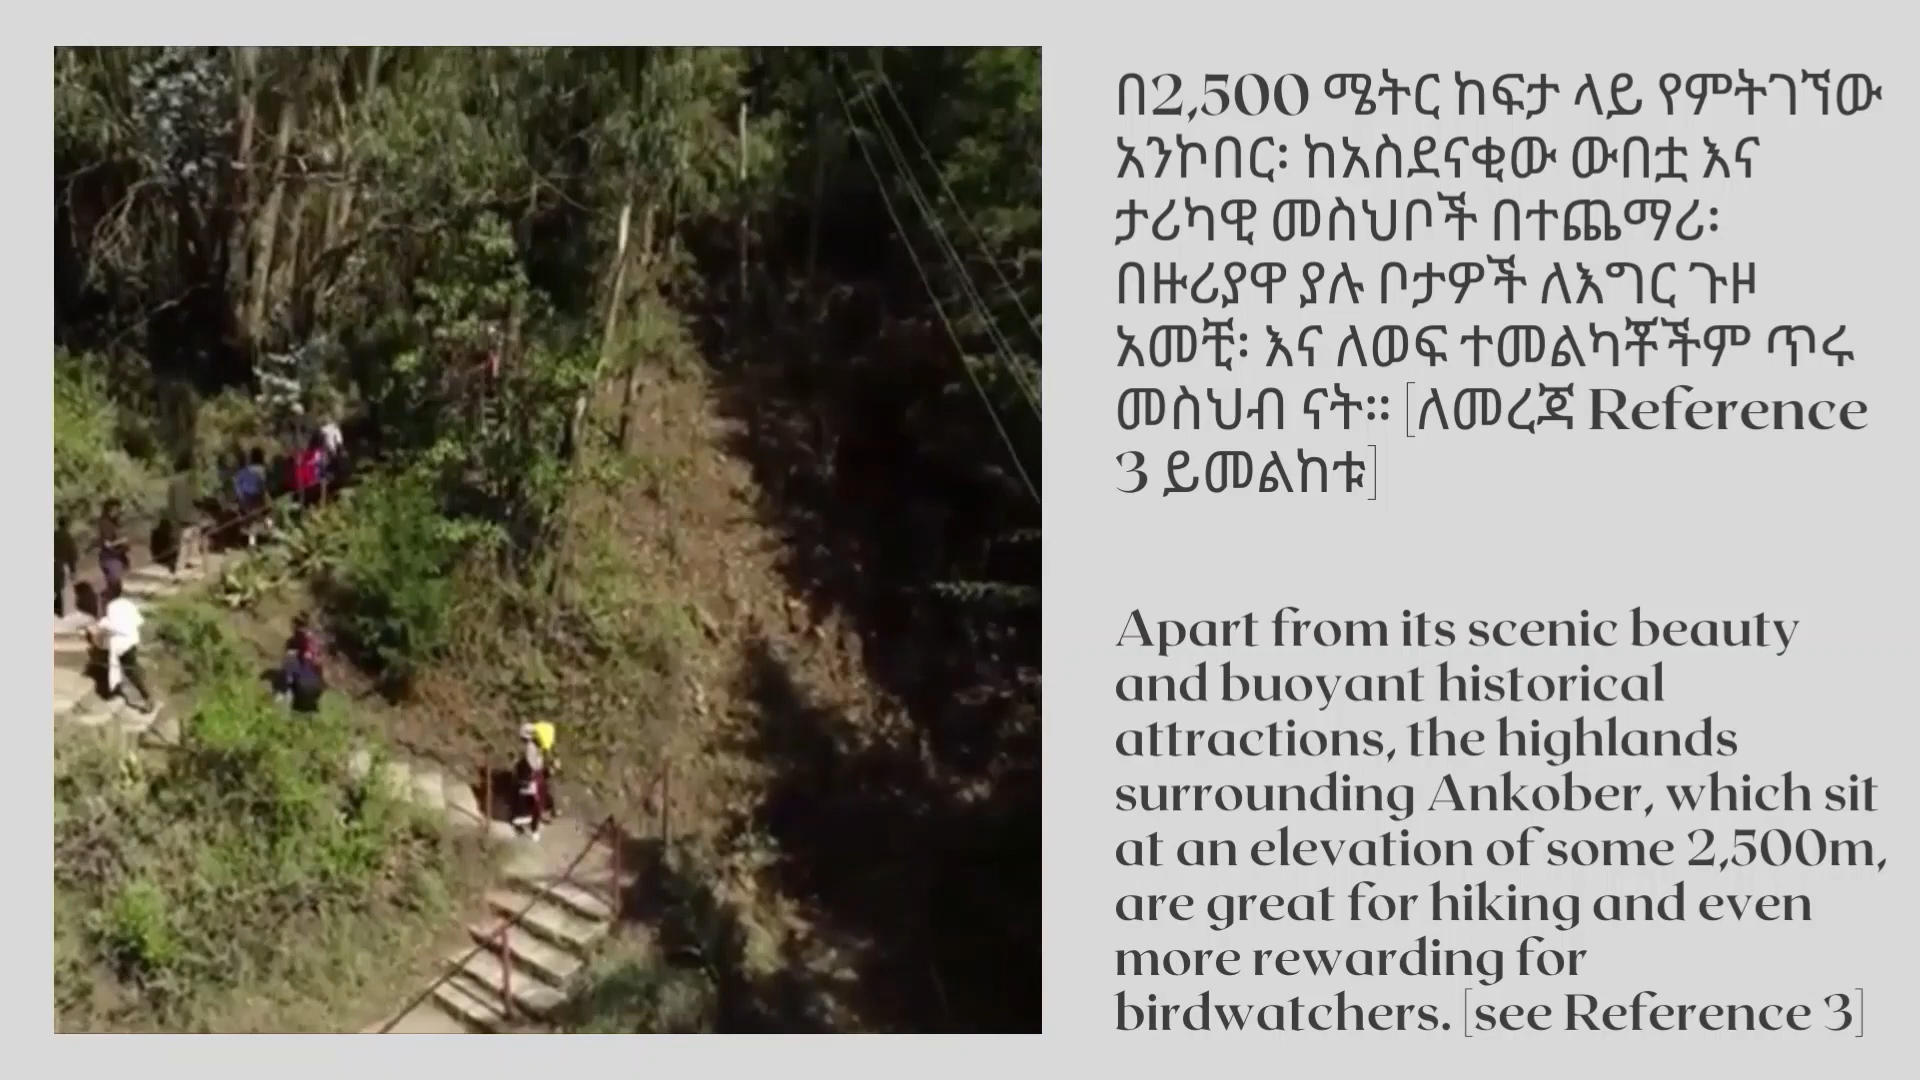 በ2,500 ሜትር ከፍታ ላይ የምትገኘው
አንኮበር፡ ከአስደናቂው ውበቷ እና
ታሪካዊ መስህቦች በተጨማሪ፡
በዙሪያዋ ያሉ ቦታዎች ለእግር ጉዞ
አመቺ፡ እና ለወፍ ተመልካቾችም ጥሩ
መስህብ ናት። [ለመረጃ Reference
3 ይመልከቱ]
Apart from its scenic beauty
and buoyant historical
attractions, the highlands
surrounding Ankober, which sit
at an elevation of some 2,500m,
are great for hiking and even
more rewarding for
birdwatchers. [see Reference 3]